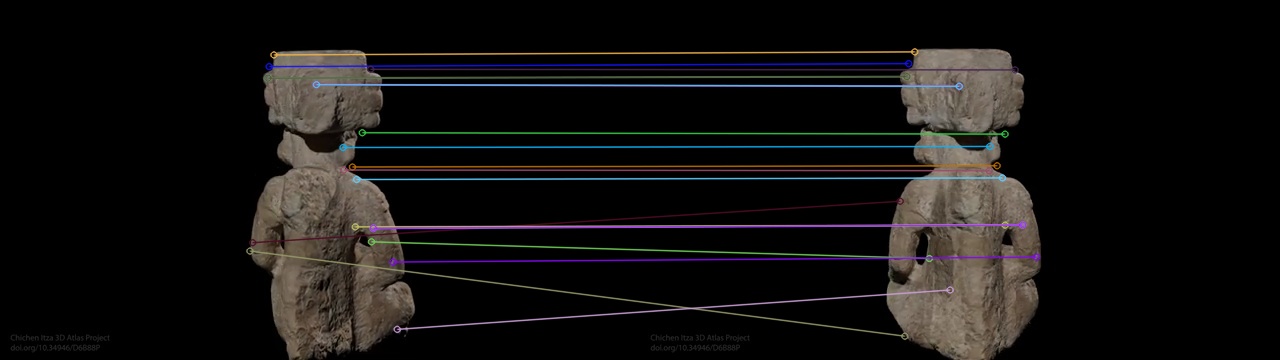 Chichen Itza 3D Atlas Project
doi.org/10.34946/D6B88P
Chichen Itza 3D Atlas Project
doi.org/10.34946/D6B88P